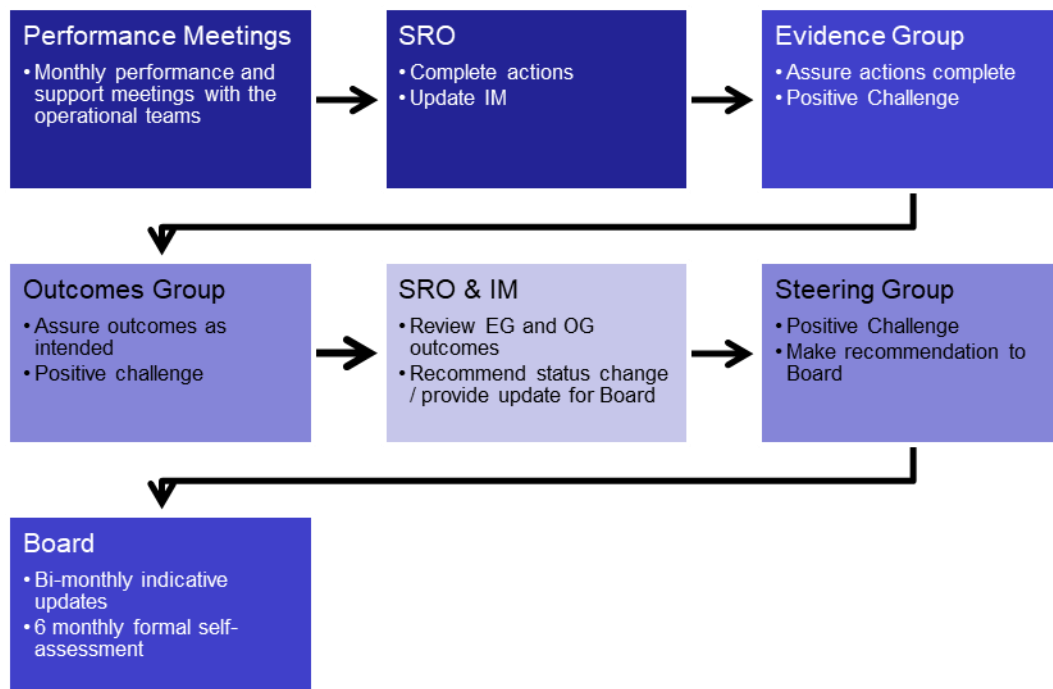 Performance Meetings
• Monthly performance and
support meetings with the
operational teams
SRO
• Complete actions
• Update IM
Evidence Group
• Assure actions complete
• Positive Challenge
Outcomes Group
• Assure outcomes as
intended
• Positive challenge
SRO & IM
• Review EG and OG
outcomes
• Recommend status change
/ provide update for Board
Steering Group
• Positive Challenge
• Make recommendation to
Board
Board
• Bi-monthly indicative
updates
• 6 monthly formal self-
assessment